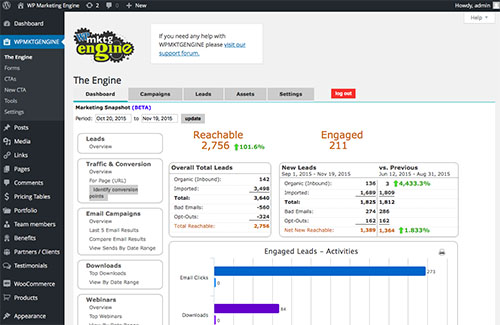 WP Marketing Engine 2 0 + New
Howdy, admin
Help
Dashboard
WPMKTGENGINE
The Engine
Forms
CTAs
New CTA
Tools
Settings
Posts
Media
Links
Pages
Comments
Pricing Tables
Portfolio
Team members
Benefits
Partners / Clients
Testimonials
WooCommerce
Products
Appearance
mktg
engine
If you need any help with
WPMKTGENGINE please visit our
support forum.
The Engine
Dashboard Campaigns Leads Assets Settings log out
Marketing Snapshot (BETA)
Period: Oct 20, 2015 to Nov 19, 2015 update
Leads
Overview
Traffic & Conversion
Overview
For Page (URL)
Identify conversion
points
Email Campaigns
Overview
Last 5 Email Results
Compare Email Results
View Sends By Date Range
Downloads
Top Downloads
View By Date Range
Webinars
Overview
Top Webinars
View By Date Range
Reachable
2,756 101.6%
Engaged
211
Overall Total Leads
Organic (Inbound): 142
Imported: 3,498
Total: 3,640
Bad Emails -560
Opt-Outs: -324
Total Reachable: 2,756
New Leads vs. Previous
Sep 1, 2015 - Nov 19, 2015 Jun 12, 2015 - Aug 31, 2015
Organic (Inbound): 136 3 4,433.3%
Imported: 1,689 1,809
Total: 1,825 1,812
Bad Emails 274 286
Opt-Outs: 162 162
Net New Reachable: 1,389 1,364 1.833%
Engaged Leads - Activities
Email Clicks 273
0
Downloads 84
0